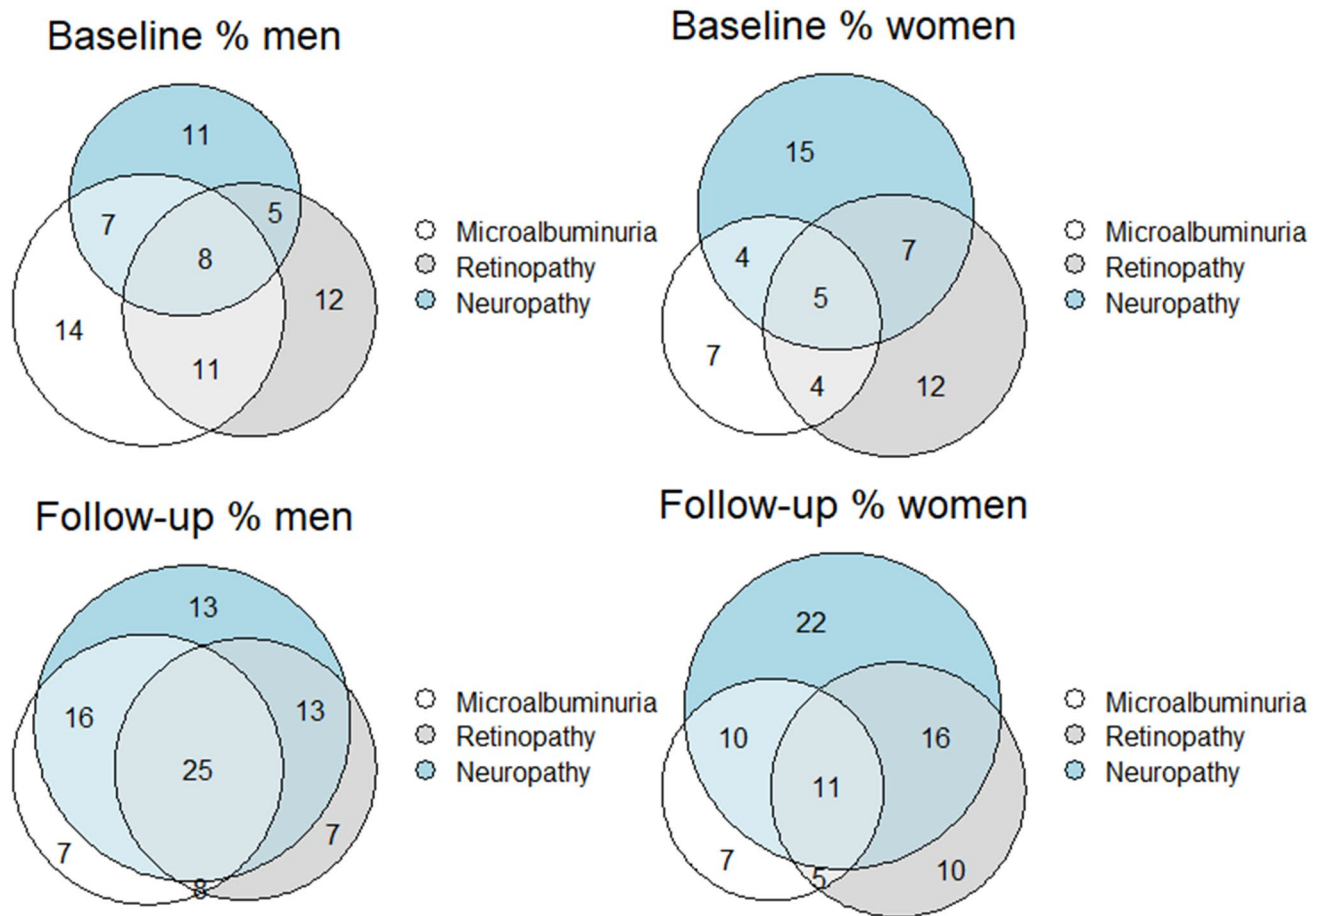 Baseline % men
11
7
5
8
12
14
11
Microalbuminuria
Retinopathy
Neuropathy
Baseline % women
15
4
7
5
7
4
12
Microalbuminuria
Retinopathy
Neuropathy
Follow-up % men
13
16
13
25
7
7
8
Microalbuminuria
Retinopathy
Neuropathy
Follow-up % women
22
10
16
11
7
5
10
Microalbuminuria
Retinopathy
Neuropathy